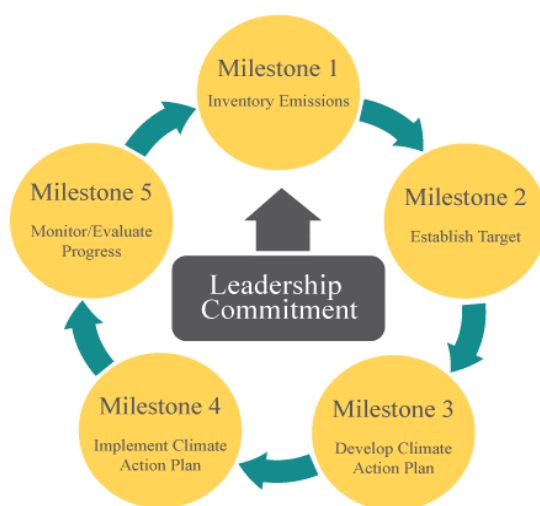 Milestone 1
Inventory Emissions
Milestone 2
Establish Target
Milestone 3
Develop Climate
Action Plan
Milestone 4
Implement Climate
Action Plan
Milestone 5
Monitor/Evaluate
Progress
Leadership
Commitment